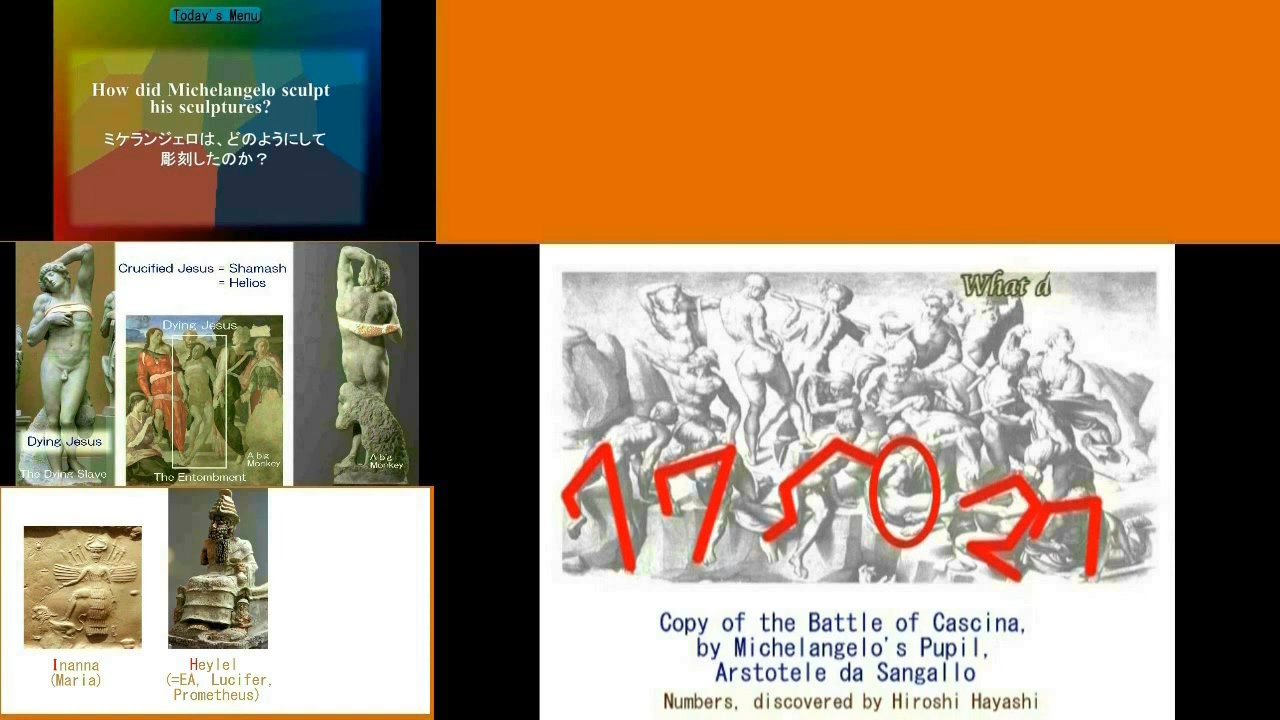 Today's Menu
How did Michelangelo sculpt
his sculptures?
ミケランジェロは、どのようにして
彫刻したのか？
Crucified Jesus = Shamash
= Helios
Dying Jesus
Dying Jesus
The Dying Slave
A big
Monkey
The Entombment
A big
Monkey
Inanna
(Maria)
Heylel
(=EA, Lucifer,
Prometheus)
What d
Copy of the Battle of Cascina,
by Michelangelo's Pupil,
Arstotele da Sangallo
Numbers, discovered by Hiroshi Hayashi